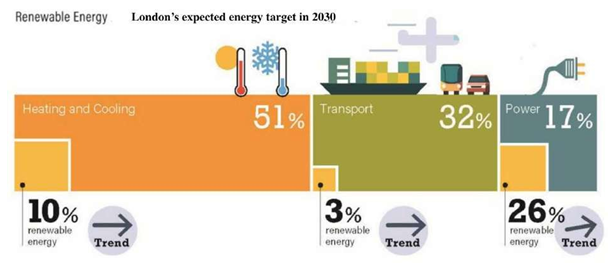 Renewable Energy London's expected energy target in 2030
Heating and Cooling 51%
Transport 32%
Power 17%
10%
renewable
energy
Trend
3%
renewable
energy
Trend
26%
renewable
energy
Trend